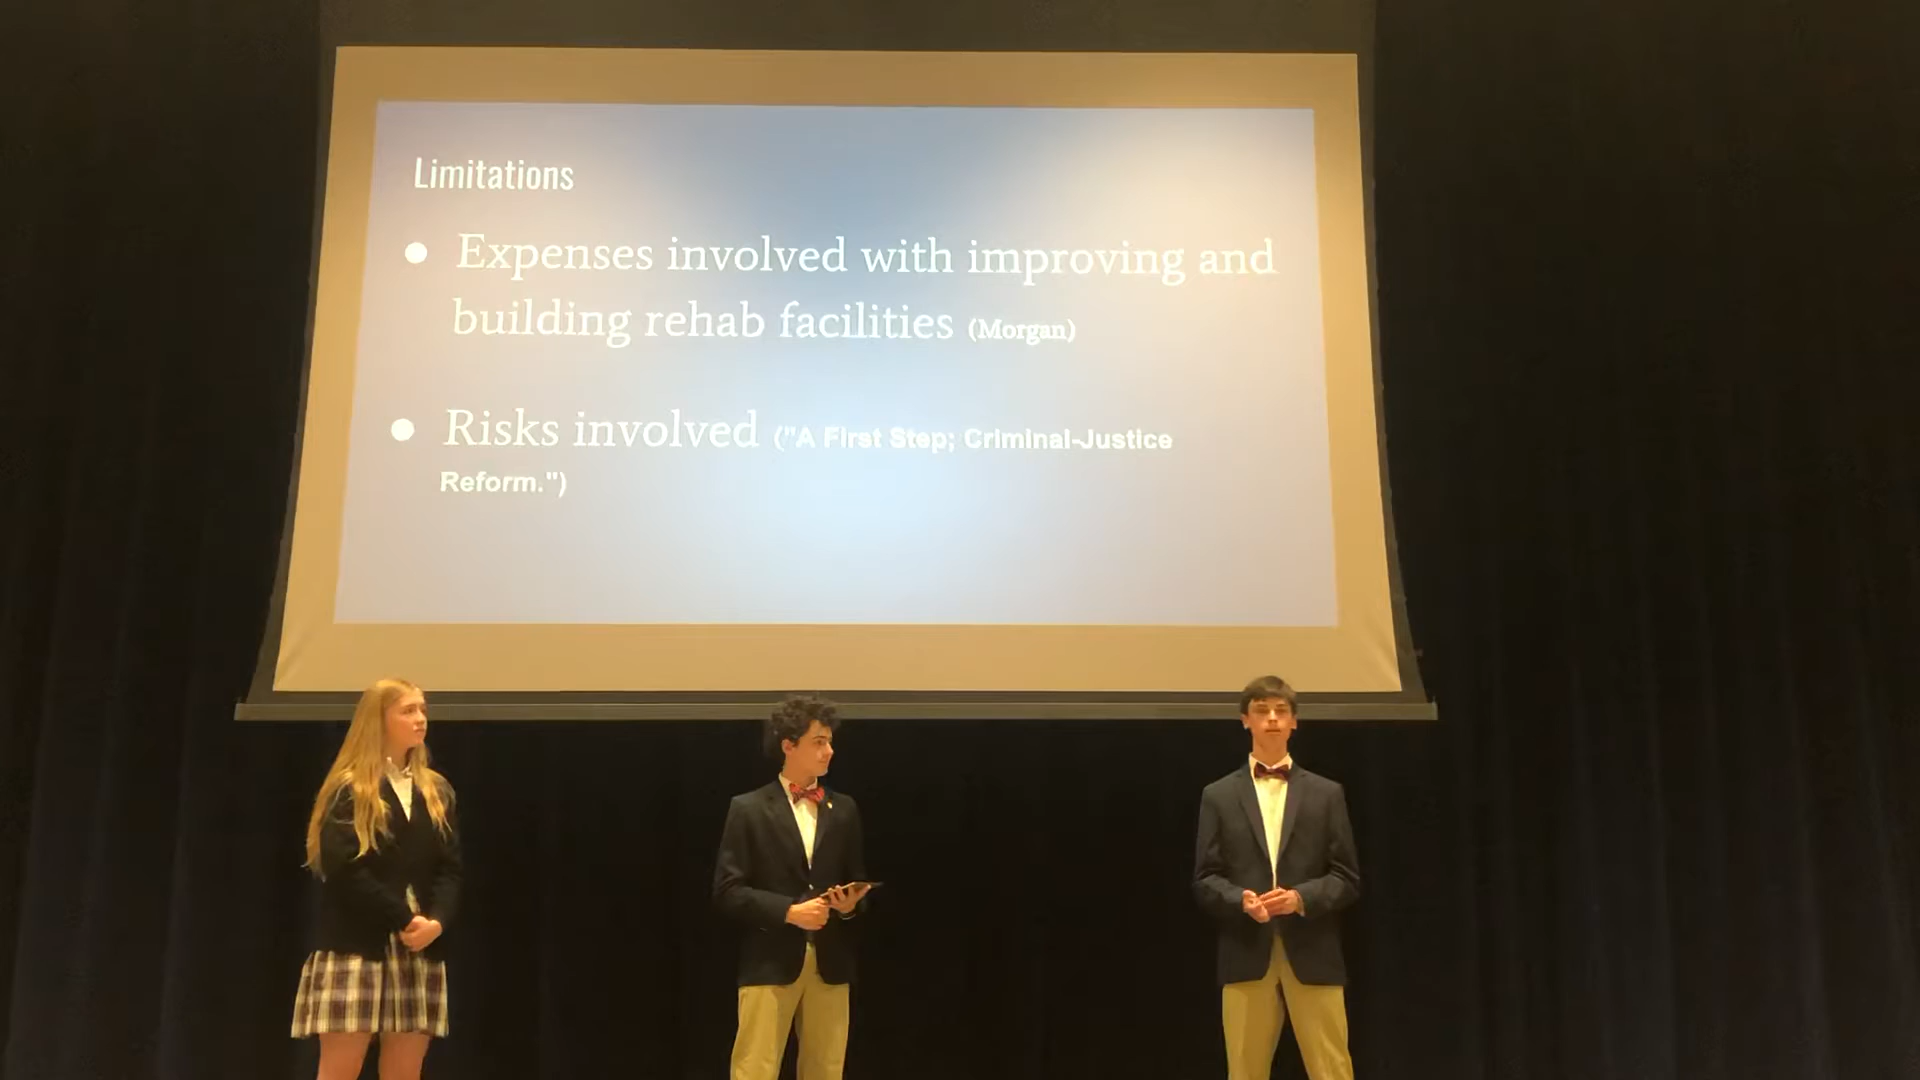 Limitations
● Expenses involved with improving and
building rehab facilities (Morgan)
● Risks involved ("A First Step; Criminal-Justice
Reform.")